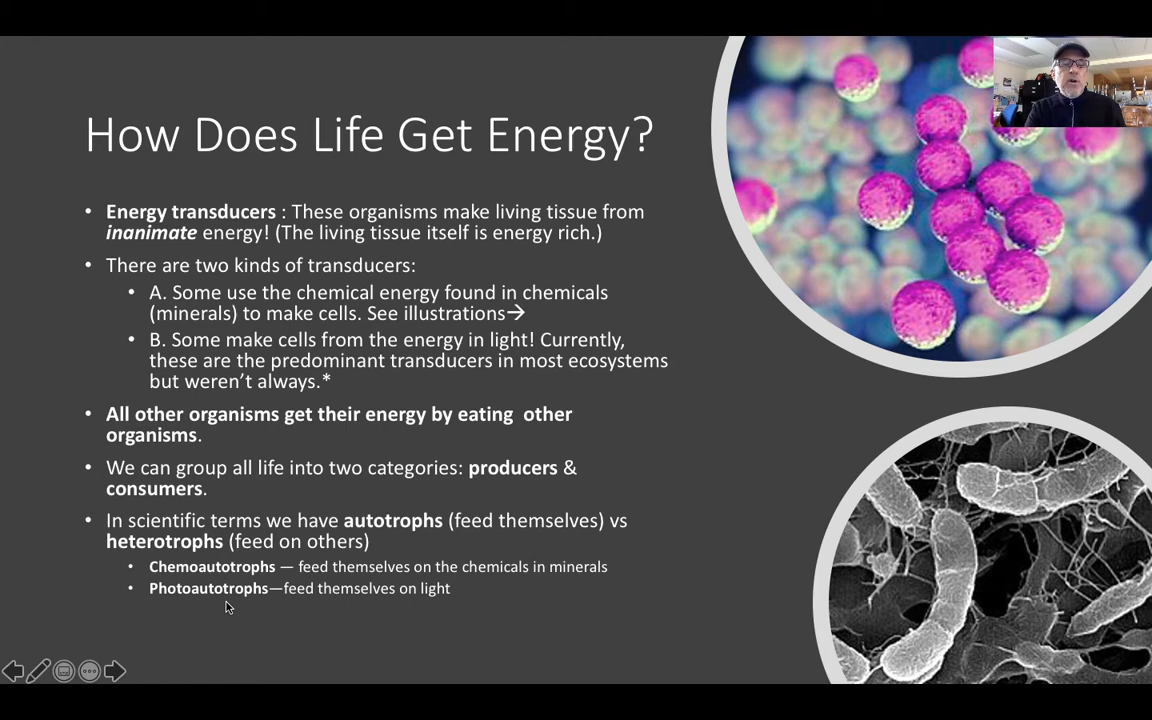 How Does Life Get Energy?
• Energy transducers : These organisms make living tissue from
inanimate energy! (The living tissue itself is energy rich.)
• There are two kinds of transducers:
• A. Some use the chemical energy found in chemicals
(minerals) to make cells. See illustrations→
• B. Some make cells from the energy in light! Currently,
these are the predominant transducers in most ecosystems
but weren’t always.*
• All other organisms get their energy by eating  other
organisms.
• We can group all life into two categories: producers &
consumers.
• In scientific terms we have autotrophs (feed themselves) vs
heterotrophs (feed on others)
• Chemoautotrophs — feed themselves on the chemicals in minerals
• Photoautotrophs—feed themselves on light